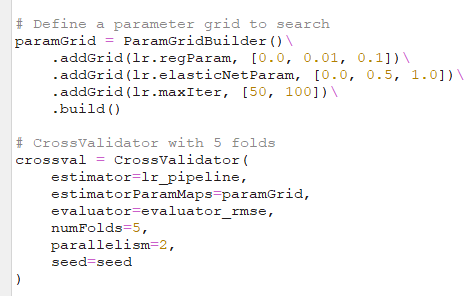 # Define a parameter grid to search
paramGrid = ParamGridBuilder()\
    .addGrid(lr.regParam, [0.0, 0.01, 0.1])\
    .addGrid(lr.elasticNetParam, [0.0, 0.5, 1.0])\
    .addGrid(lr.maxIter, [50, 100])\
    .build()

# CrossValidator with 5 folds
crossval = CrossValidator(
    estimator=lr_pipeline,
    estimatorParamMaps=paramGrid,
    evaluator=evaluator_rmse,
    numFolds=5,
    parallelism=2,
    seed=seed
)